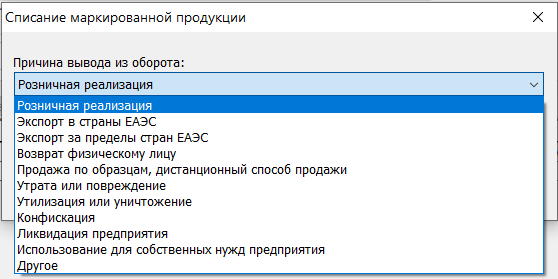 Списание маркированной продукции
Причина вывода из оборота:
Розничная реализация
Розничная реализация
Экспорт в страны ЕАЭС
Экспорт за пределы стран ЕАЭС
Возврат физическому лицу
Продажа по образцам, дистанционный способ продажи
Утрата или повреждение
Утилизация или уничтожение
Конфискация
Ликвидация предприятия
Использование для собственных нужд предприятия
Другое